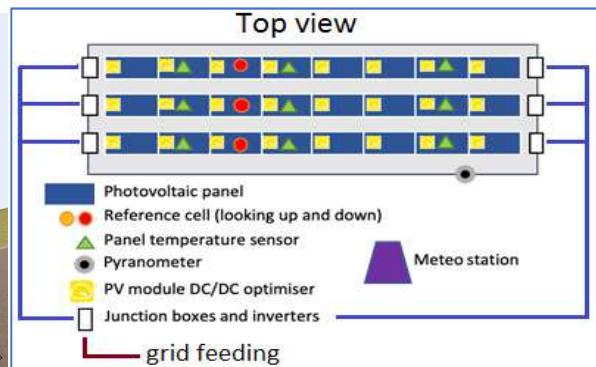 Top view
Photovoltaic panel
Reference cell (looking up and down)
Panel temperature sensor
Pyranometer
Meteo station
PV module DC/DC optimiser
Junction boxes and inverters
grid feeding